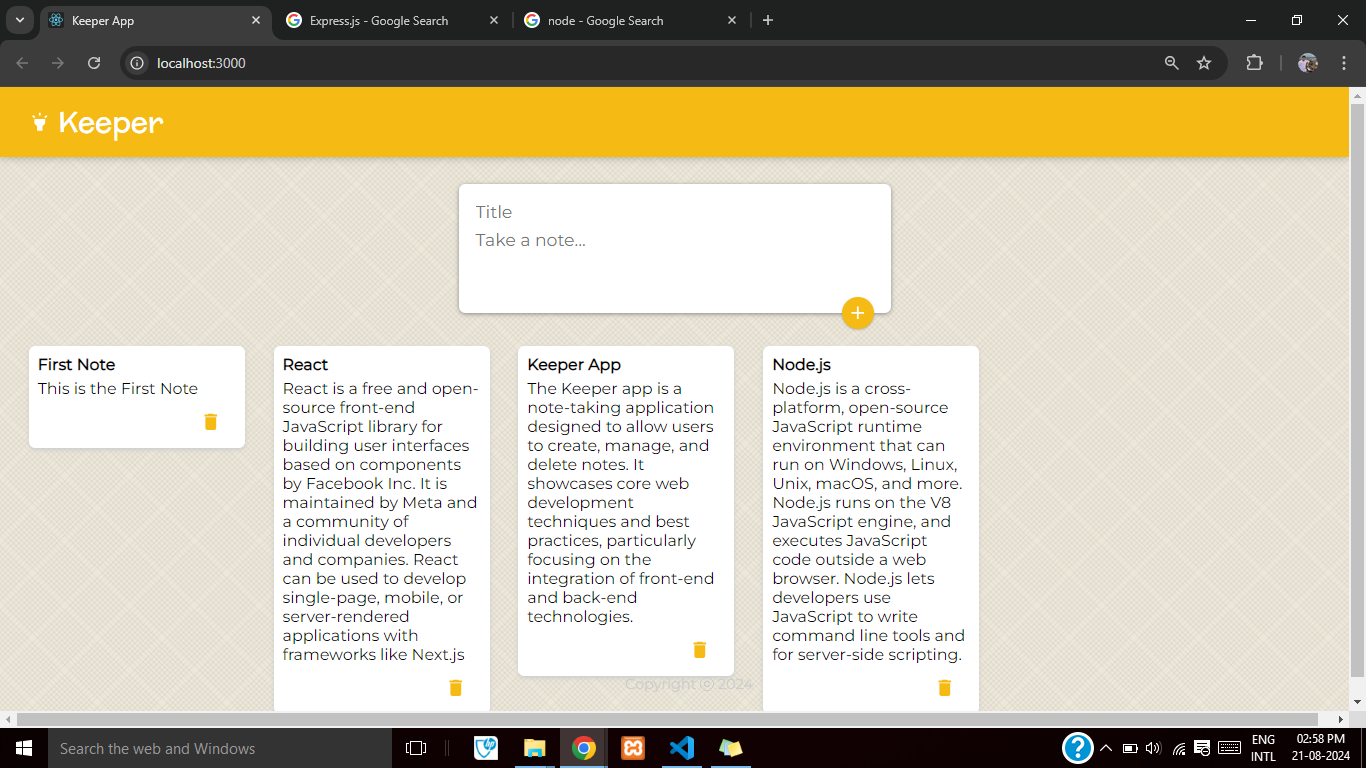 Keeper App
Express.js - Google Search
node - Google Search
localhost:3000
Keeper
Title
Take a note...
First Note
This is the First Note
React
React is a free and open-
source front-end
JavaScript library for
building user interfaces
based on components
by Facebook Inc. It is
maintained by Meta and
a community of
individual developers
and companies. React
can be used to develop
single-page, mobile, or
server-rendered
applications with
frameworks like Next.js
Keeper App
The Keeper app is a
note-taking application
designed to allow users
to create, manage, and
delete notes. It
showcases core web
development
techniques and best
practices, particularly
focusing on the
integration of front-end
and back-end
technologies.
Node.js
Node.js is a cross-
platform, open-source
JavaScript runtime
environment that can
run on Windows, Linux,
Unix, macOS, and more.
Node.js runs on the V8
JavaScript engine, and
executes JavaScript
code outside a web
browser. Node.js lets
developers use
JavaScript to write
command line tools and
for server-side scripting.
Copyright ⓒ 2024
Search the web and Windows
ENG
INTL
02:58 PM
21-08-2024